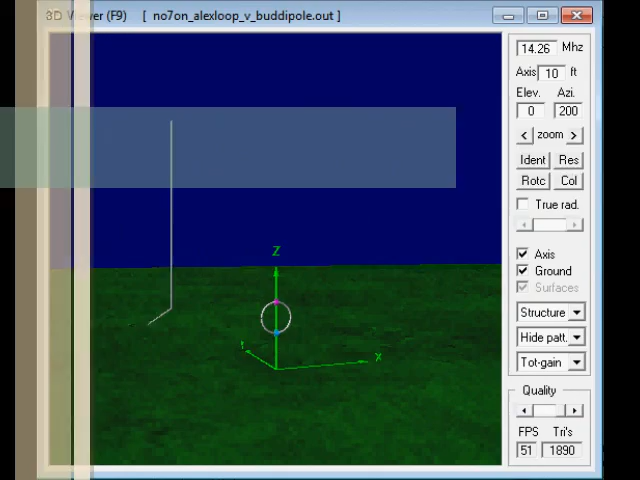 3D Viewer (F9) [ no7on_alexloop_v_buddipole.out ]
14.26 Mhz
Axis 10 ft
Elev. Azi.
0 200
< zoom >
Ident Res
Rotc Col
True rad.
Axis
Ground
Surfaces
Structure
Hide patt.
Tot-gain
Quality
FPS Tri's
51 1890
Z
X